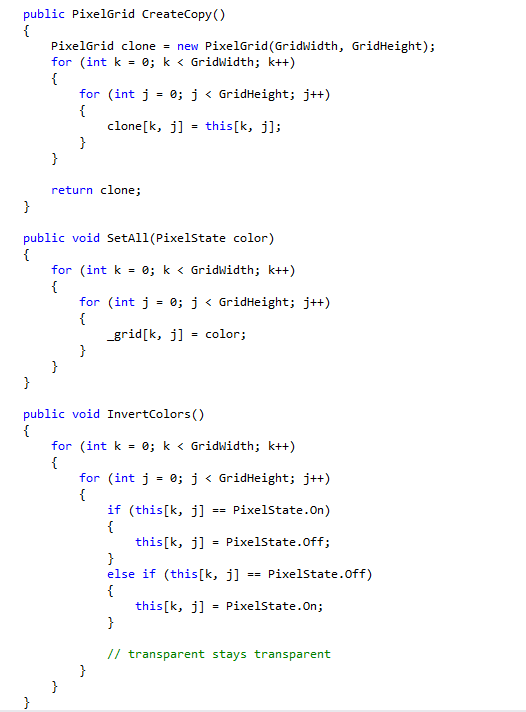 public PixelGrid CreateCopy()
{
    PixelGrid clone = new PixelGrid(GridWidth, GridHeight);
    for (int k = 0; k < GridWidth; k++)
    {
        for (int j = 0; j < GridHeight; j++)
        {
            clone[k, j] = this[k, j];
        }
    }

    return clone;
}

public void SetAll(PixelState color)
{
    for (int k = 0; k < GridWidth; k++)
    {
        for (int j = 0; j < GridHeight; j++)
        {
            _grid[k, j] = color;
        }
    }
}

public void InvertColors()
{
    for (int k = 0; k < GridWidth; k++)
    {
        for (int j = 0; j < GridHeight; j++)
        {
            if (this[k, j] == PixelState.On)
            {
                this[k, j] = PixelState.Off;
            }
            else if (this[k, j] == PixelState.Off)
            {
                this[k, j] = PixelState.On;
            }

            // transparent stays transparent
        }
    }
}